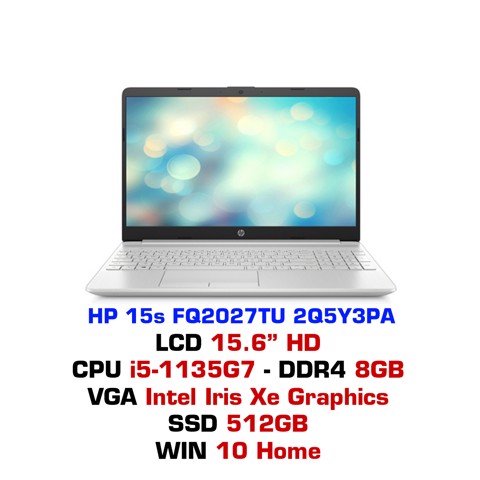 hp
HP 15s FQ2027TU 2Q5Y3PA
LCD 15.6” HD
CPU i5-1135G7 - DDR4 8GB
VGA Intel Iris Xe Graphics
SSD 512GB
WIN 10 Home